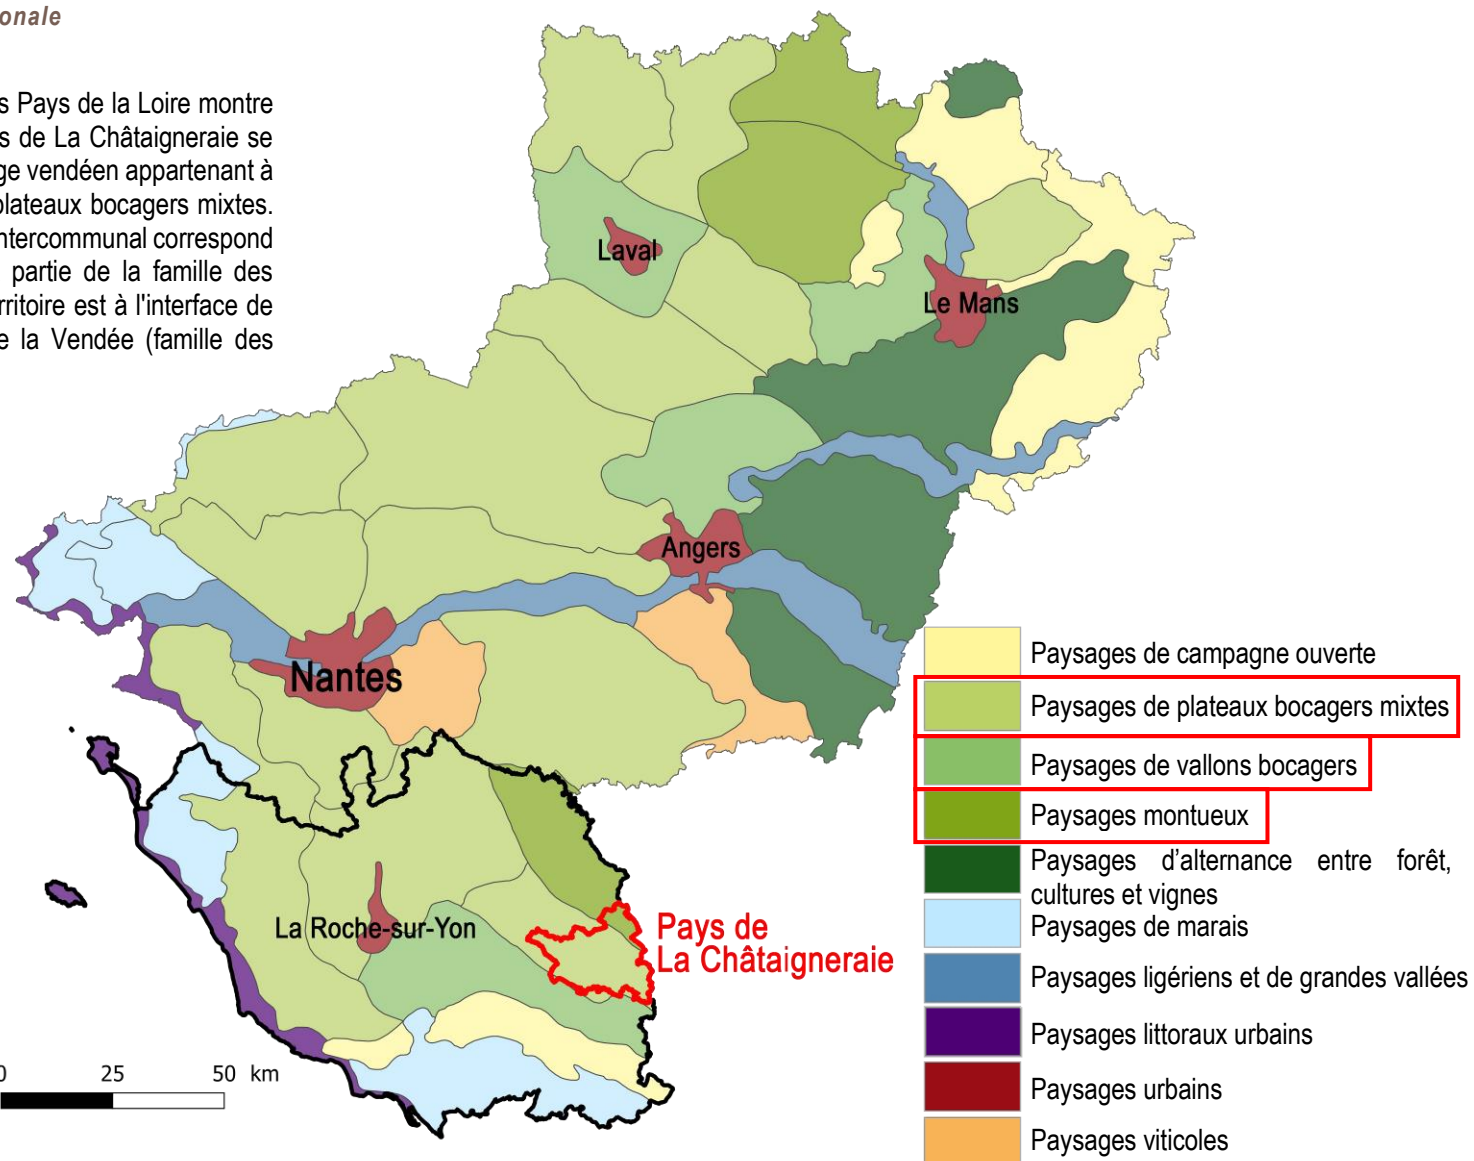 onale
s Pays de la Loire montre
s de La Châtaigneraie se
ge vendéen appartenant à
plateaux bocagers mixtes.
ntercommunal correspond
partie de la famille des
rritoire est à l'interface de
e la Vendée (famille des
Laval
Le Mans
Angers
Nantes
La Roche-sur-Yon
Pays de
La Châtaigneraie
0 25 50 km
Paysages de campagne ouverte
Paysages de plateaux bocagers mixtes
Paysages de vallons bocagers
Paysages montueux
Paysages d'alternance entre forêt,
cultures et vignes
Paysages de marais
Paysages ligériens et de grandes vallées
Paysages littoraux urbains
Paysages urbains
Paysages viticoles